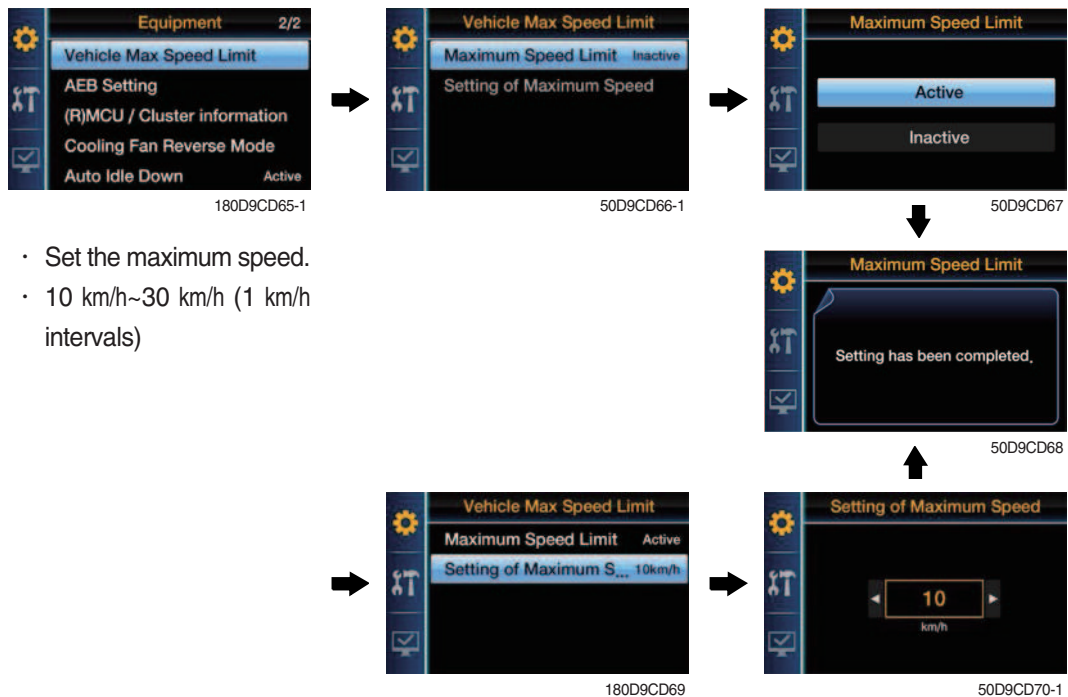 Equipment 2/2
Vehicle Max Speed Limit
AEB Setting
(R)MCU / Cluster information
Cooling Fan Reverse Mode
Auto Idle Down Active
180D9CD65-1
Vehicle Max Speed Limit
Maximum Speed Limit Inactive
Setting of Maximum Speed
50D9CD66-1
Maximum Speed Limit
Active
Inactive
50D9CD67
· Set the maximum speed.
· 10 km/h~30 km/h (1 km/h
intervals)
Maximum Speed Limit
Setting has been completed.
50D9CD68
Vehicle Max Speed Limit
Maximum Speed Limit Active
Setting of Maximum S... 10km/h
180D9CD69
Setting of Maximum Speed
10
km/h
50D9CD70-1